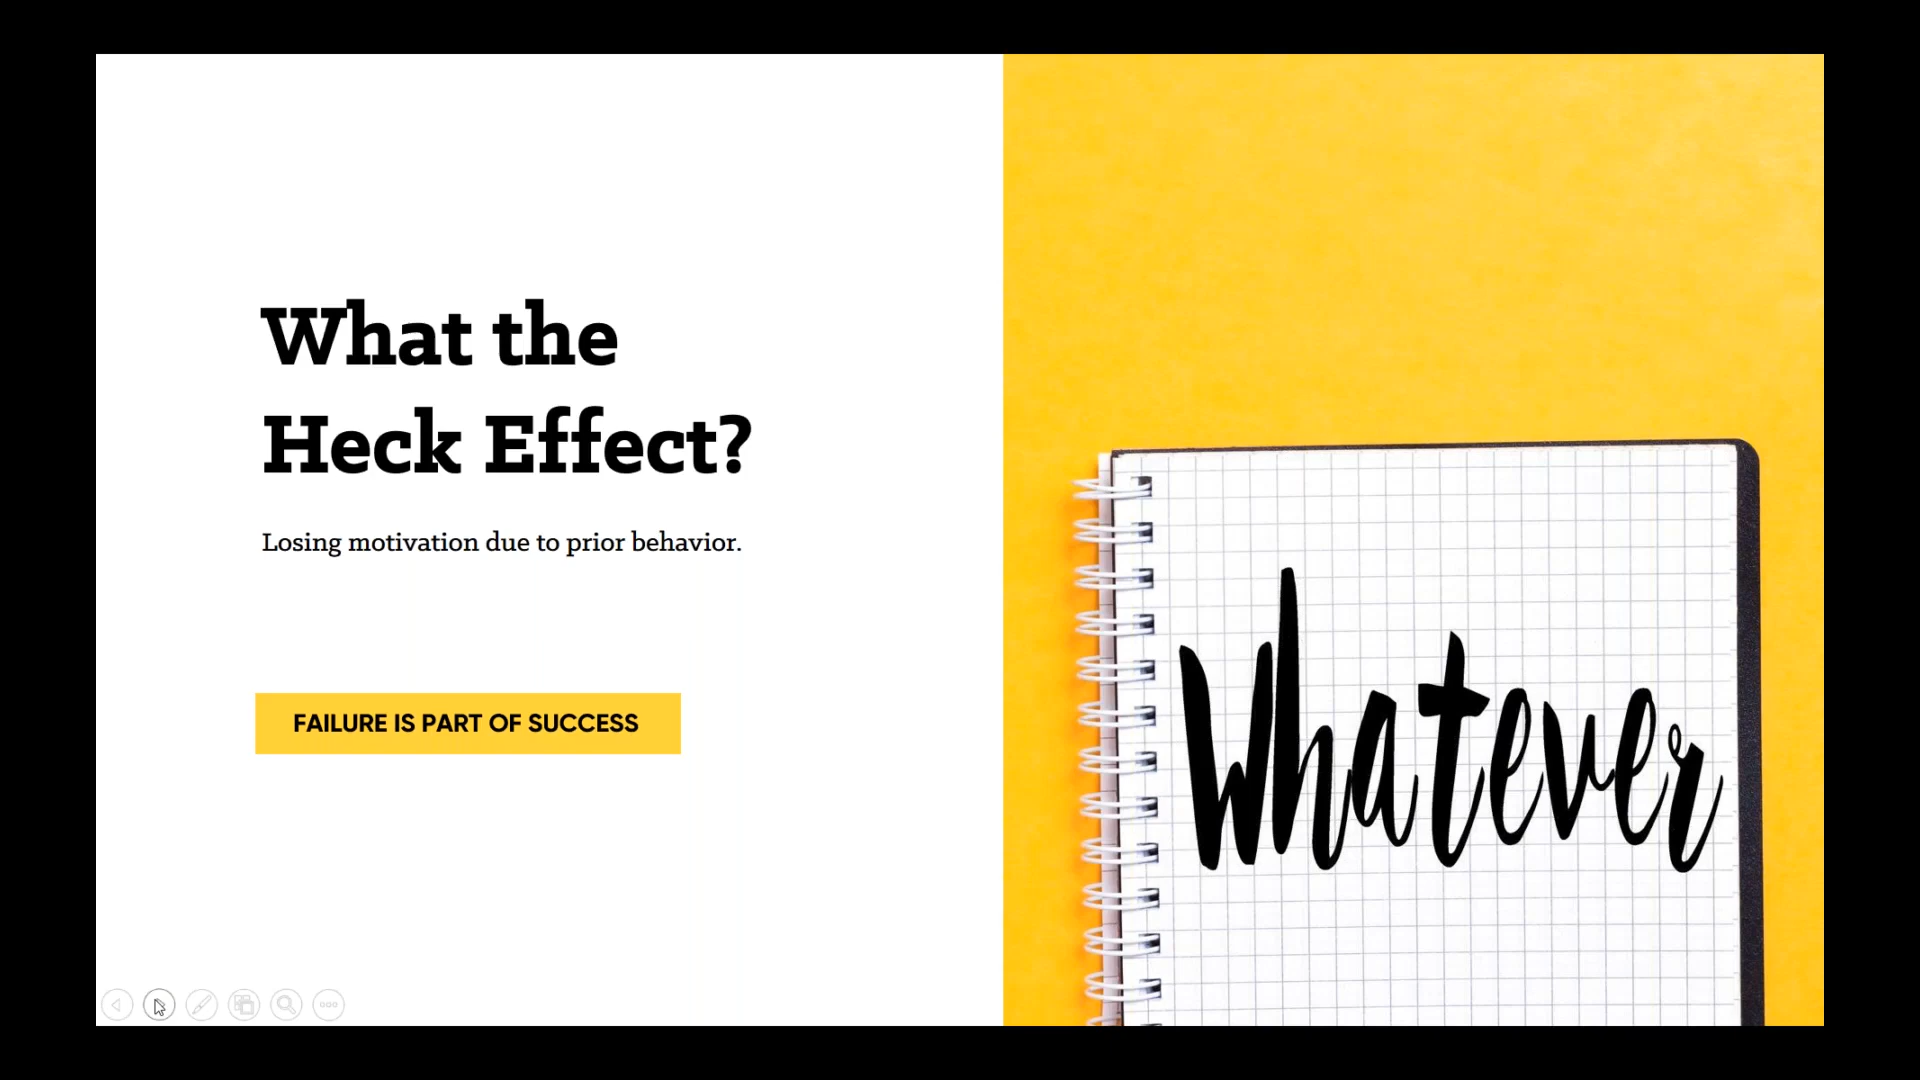 What the
Heck Effect?
Losing motivation due to prior behavior.
FAILURE IS PART OF SUCCESS
Whatever